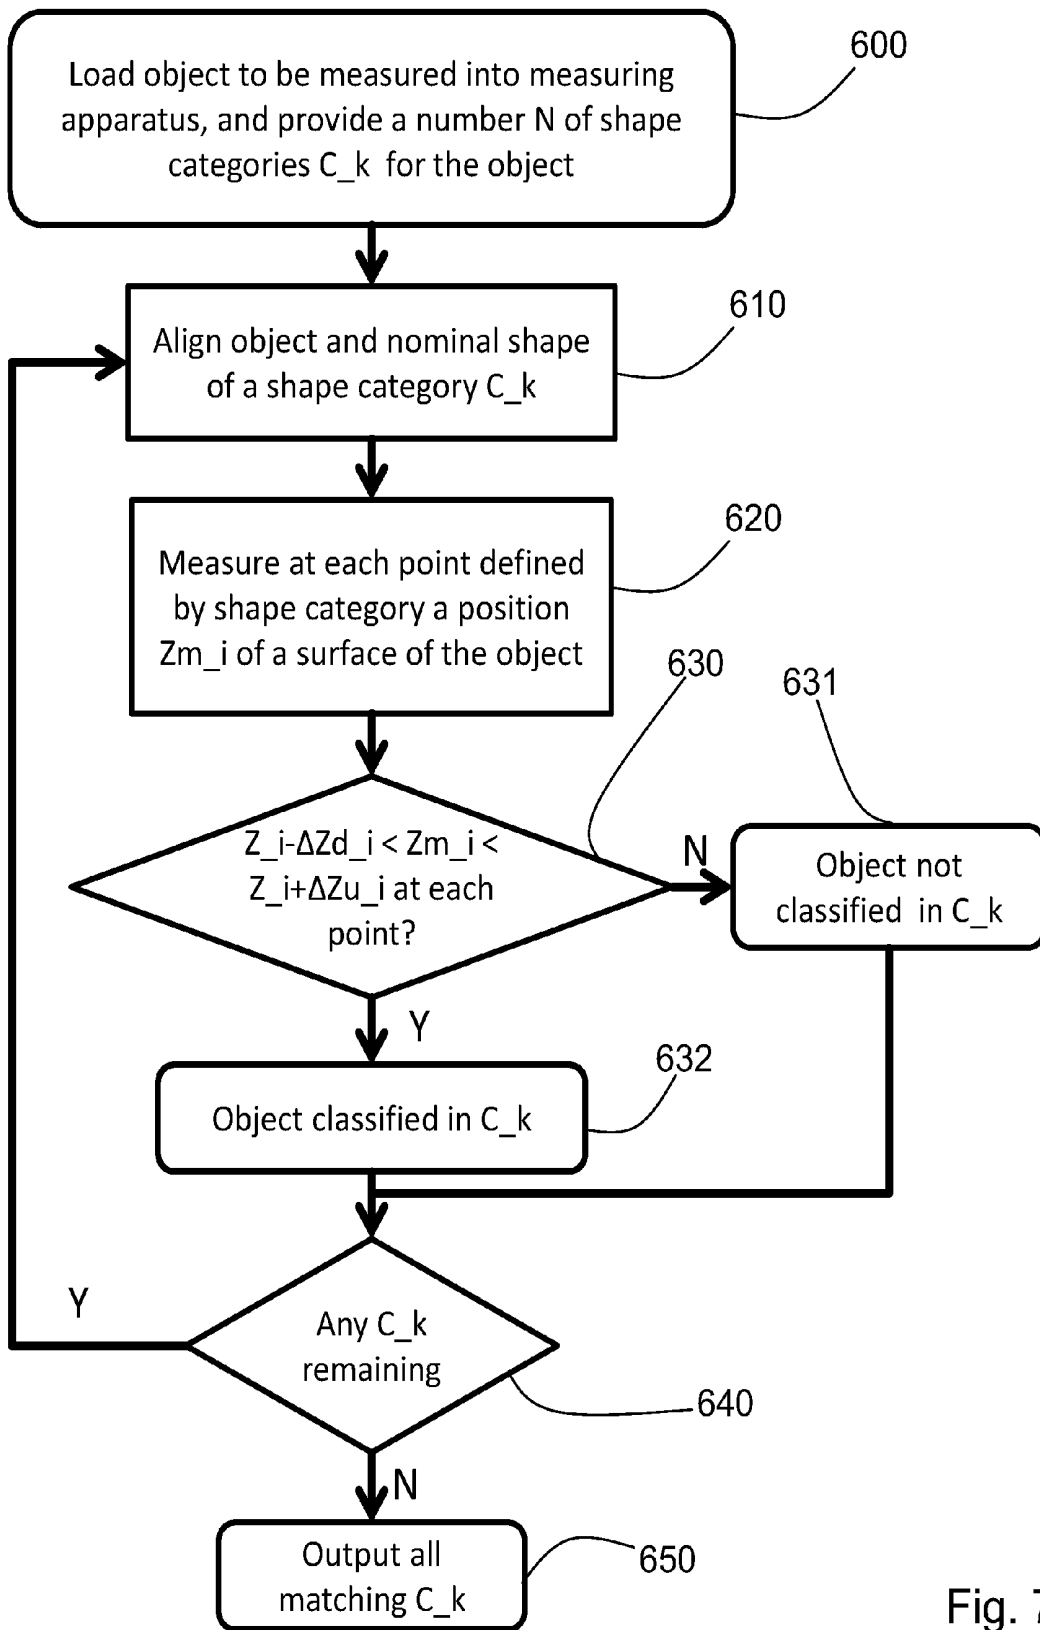 Load object to be measured into measuring
apparatus, and provide a number N of shape
categories C_k for the object
600
Align object and nominal shape
of a shape category C_k
610
Measure at each point defined
by shape category a position
Zm_i of a surface of the object
620
630
631
Z_i-ΔZd_i < Zm_i <
Z_i+ΔZu_i at each
point?
N
Object not
classified in C_k
Y
632
Object classified in C_k
Y
Any C_k
remaining
640
N
Output all
matching C_k
650
Fig. 7